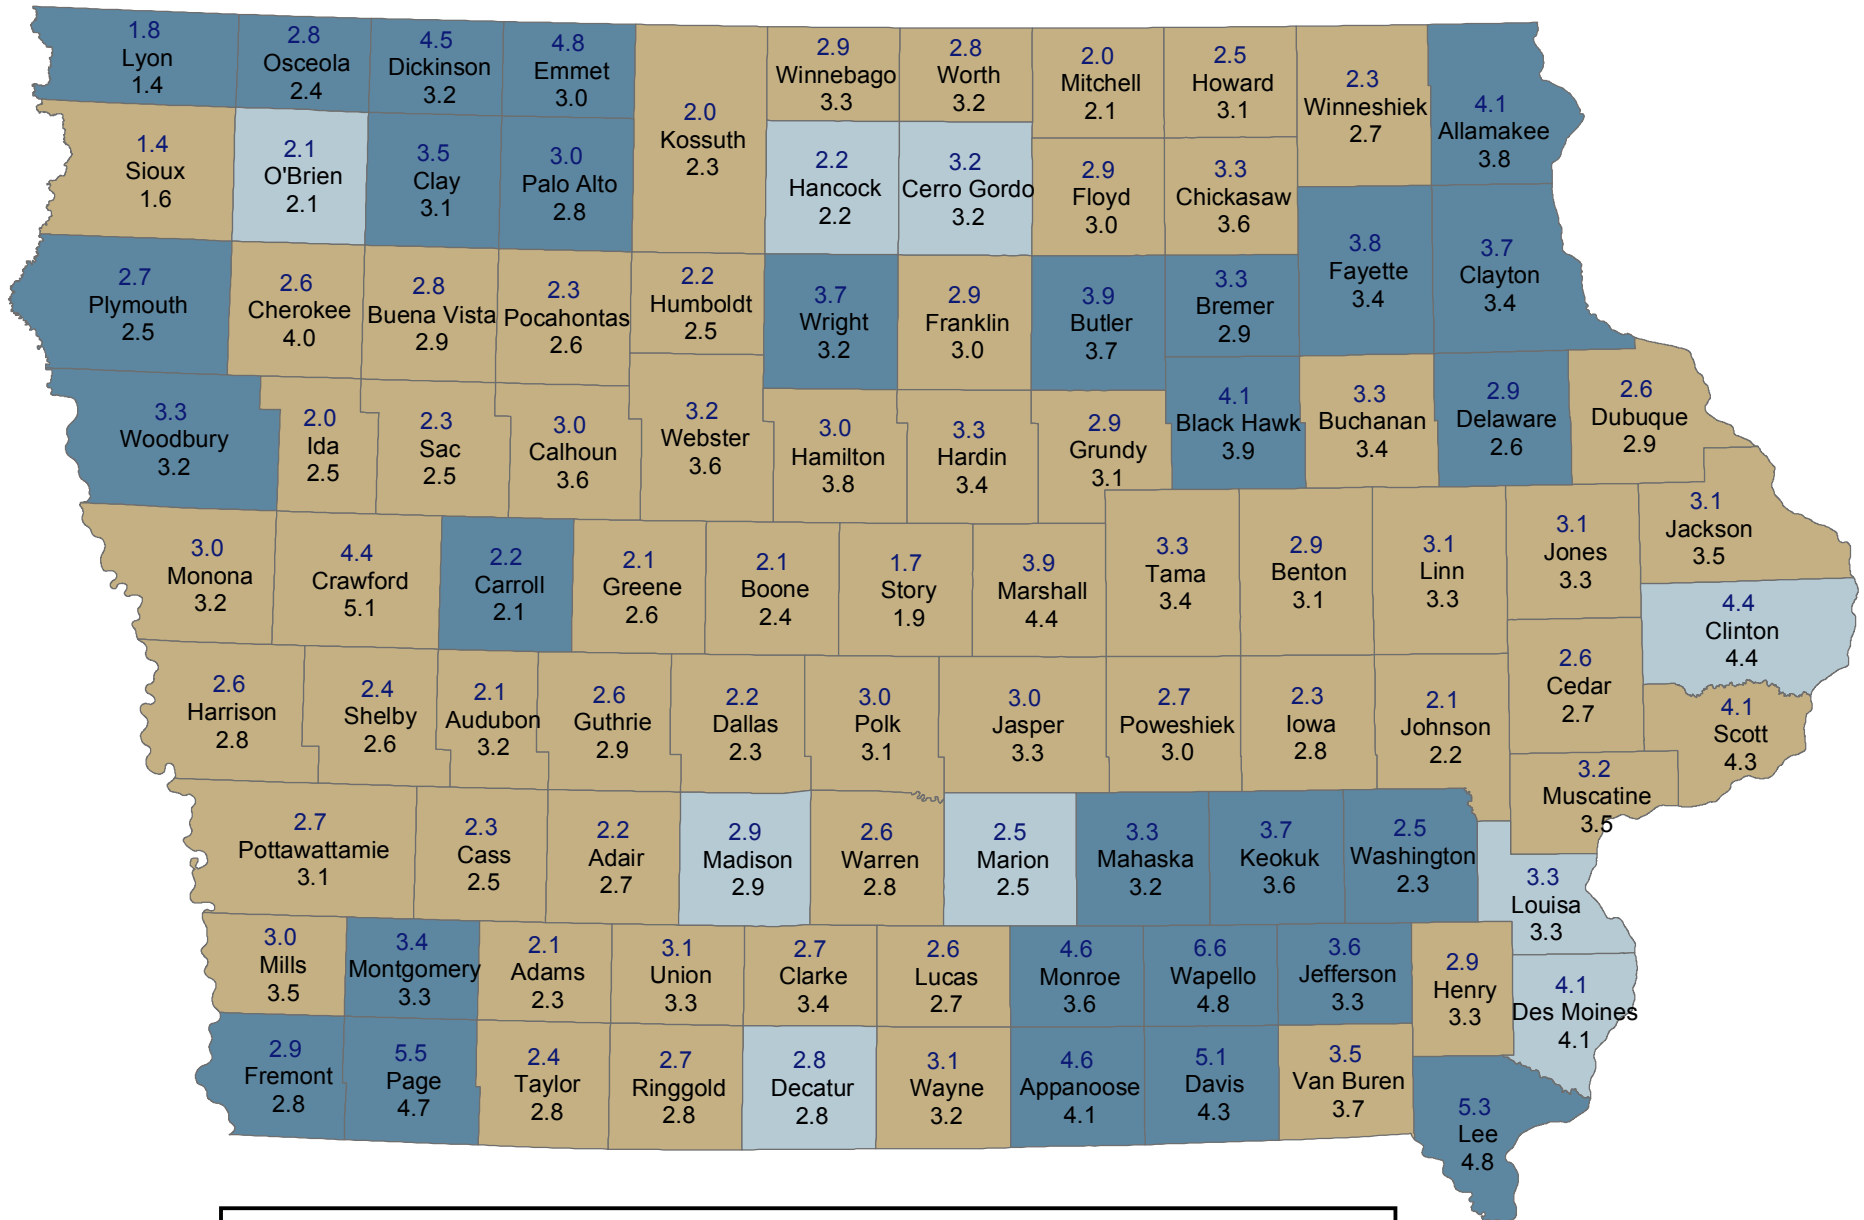 1.8
Lyon
1.4
2.8
Osceola
2.4
4.5
Dickinson
3.2
4.8
Emmet
3.0
2.0
Kossuth
2.3
2.9
Winnebago
3.3
2.8
Worth
3.2
2.0
Mitchell
2.1
2.5
Howard
3.1
2.3
Winneshiek
2.7
4.1
Allamakee
3.8
1.4
Sioux
1.6
2.1
O'Brien
2.1
3.5
Clay
3.1
3.0
Palo Alto
2.8
2.2
Hancock
2.2
3.2
Cerro Gordo
3.2
2.9
Floyd
3.0
3.3
Chickasaw
3.6
3.8
Fayette
3.4
3.7
Clayton
3.4
2.7
Plymouth
2.5
2.6
Cherokee
4.0
2.8
Buena Vista
2.9
2.3
Pocahontas
2.6
2.2
Humboldt
2.5
3.7
Wright
3.2
2.9
Franklin
3.0
3.9
Butler
3.7
3.3
Bremer
2.9
3.3
Woodbury
3.2
2.0
Ida
2.5
2.3
Sac
2.5
3.0
Calhoun
3.6
3.2
Webster
3.6
3.0
Hamilton
3.8
3.3
Hardin
3.4
2.9
Grundy
3.1
4.1
Black Hawk
3.9
3.3
Buchanan
3.4
2.9
Delaware
2.6
2.6
Dubuque
2.9
3.0
Monona
3.2
4.4
Crawford
5.1
2.2
Carroll
2.1
2.1
Greene
2.6
2.1
Boone
2.4
1.7
Story
1.9
3.9
Marshall
4.4
3.3
Tama
3.4
2.9
Benton
3.1
3.1
Linn
3.3
3.1
Jones
3.3
3.1
Jackson
3.5
4.4
Clinton
4.4
2.6
Harrison
2.8
2.4
Shelby
2.6
2.1
Audubon
3.2
2.6
Guthrie
2.9
2.2
Dallas
2.3
3.0
Polk
3.1
3.0
Jasper
3.3
2.7
Poweshiek
3.0
2.3
Iowa
2.8
2.1
Johnson
2.2
2.6
Cedar
2.7
4.1
Scott
4.3
3.2
Muscatine
3.5
2.7
Pottawattamie
3.1
2.3
Cass
2.5
2.2
Adair
2.7
2.9
Madison
2.9
2.6
Warren
2.8
2.5
Marion
2.5
3.3
Mahaska
3.2
3.7
Keokuk
3.6
2.5
Washington
2.3
3.3
Louisa
3.3
3.0
Mills
3.5
3.4
Montgomery
3.3
2.1
Adams
2.3
3.1
Union
3.3
2.7
Clarke
3.4
2.6
Lucas
2.7
4.6
Monroe
3.6
6.6
Wapello
4.8
3.6
Jefferson
3.3
2.9
Henry
3.3
4.1
Des Moines
4.1
2.9
Fremont
2.8
5.5
Page
4.7
2.4
Taylor
2.8
2.7
Ringgold
2.8
2.8
Decatur
2.8
3.1
Wayne
3.2
4.6
Appanoose
4.1
5.1
Davis
4.3
3.5
Van Buren
3.7
5.3
Lee
4.8